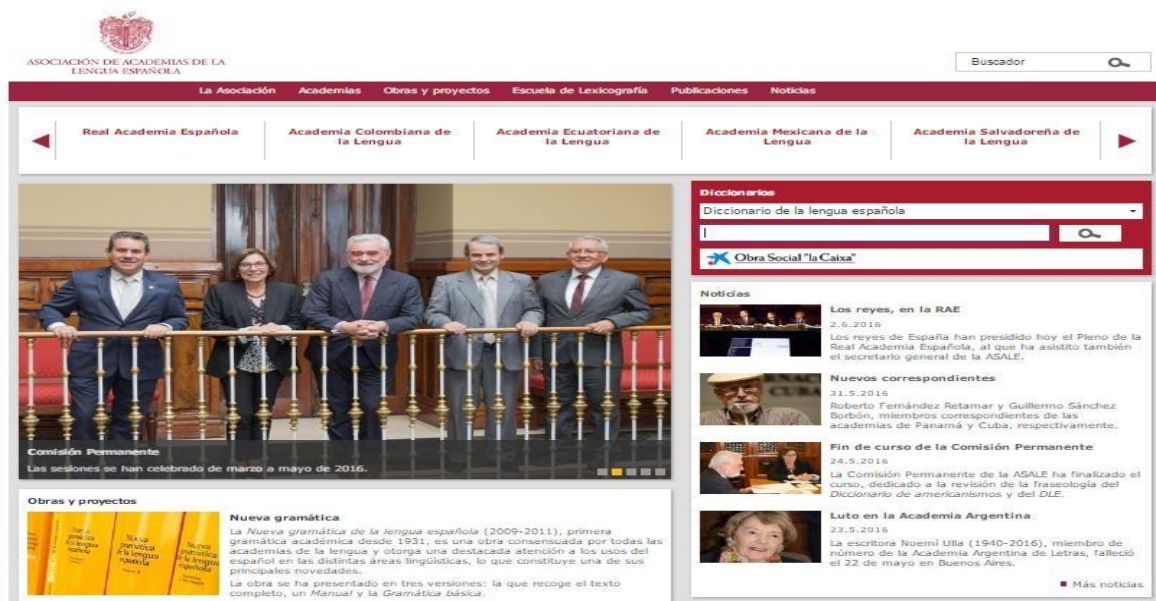 ASOCIACIÓN DE ACADEMIAS DE LA
LENGUA ESPAÑOLA
Buscador
La Asociación Academias Obras y proyectos Escuela de Lexicografía Publicaciones Noticias
Real Academia Española
Academia Colombiana de
la Lengua
Academia Ecuatoriana de
la Lengua
Academia Mexicana de la
Lengua
Academia Salvadoreña de
la Lengua
Comisión Permanente
Las sesiones se han celebrado de marzo a mayo de 2016.
Obras y proyectos
Nueva
gramática
de la lengua
española
Nueva gramática
La Nueva gramática de la lengua española (2009-2011), primera
gramática académica desde 1931, es una obra consensuada por todas las
academias de la lengua y otorga una destacada atención a los usos del
español en las distintas áreas lingüísticas, lo que constituye una de sus
principales novedades.
La obra se ha presentado en tres versiones: la que recoge el texto
completo, un Manual y la Gramática básica.
Diccionarios
Diccionario de la lengua española
Obra Social "la Caixa"
Noticias
Los reyes, en la RAE
2.6.2016
Los reyes de España han presidido hoy el Pleno de la
Real Academia Española, al que ha asistito también
el secretario general de la ASALE.
Nuevos correspondientes
31.5.2016
Roberto Fernández Retamar y Guillermo Sánchez
Borbón, miembros correspondientes de las
academias de Panamá y Cuba, respectivamente.
Fin de curso de la Comisión Permanente
24.5.2016
La Comisión Permanente de la ASALE ha finalizado el
curso, dedicado a la revisión de la fraseología del
Diccionario de americanismos y del DLE.
Luto en la Academia Argentina
23.5.2016
La escritora Noemí Ulla (1940-2016), miembro de
número de la Academia Argentina de Letras, falleció
el 22 de mayo en Buenos Aires.
Más noticias